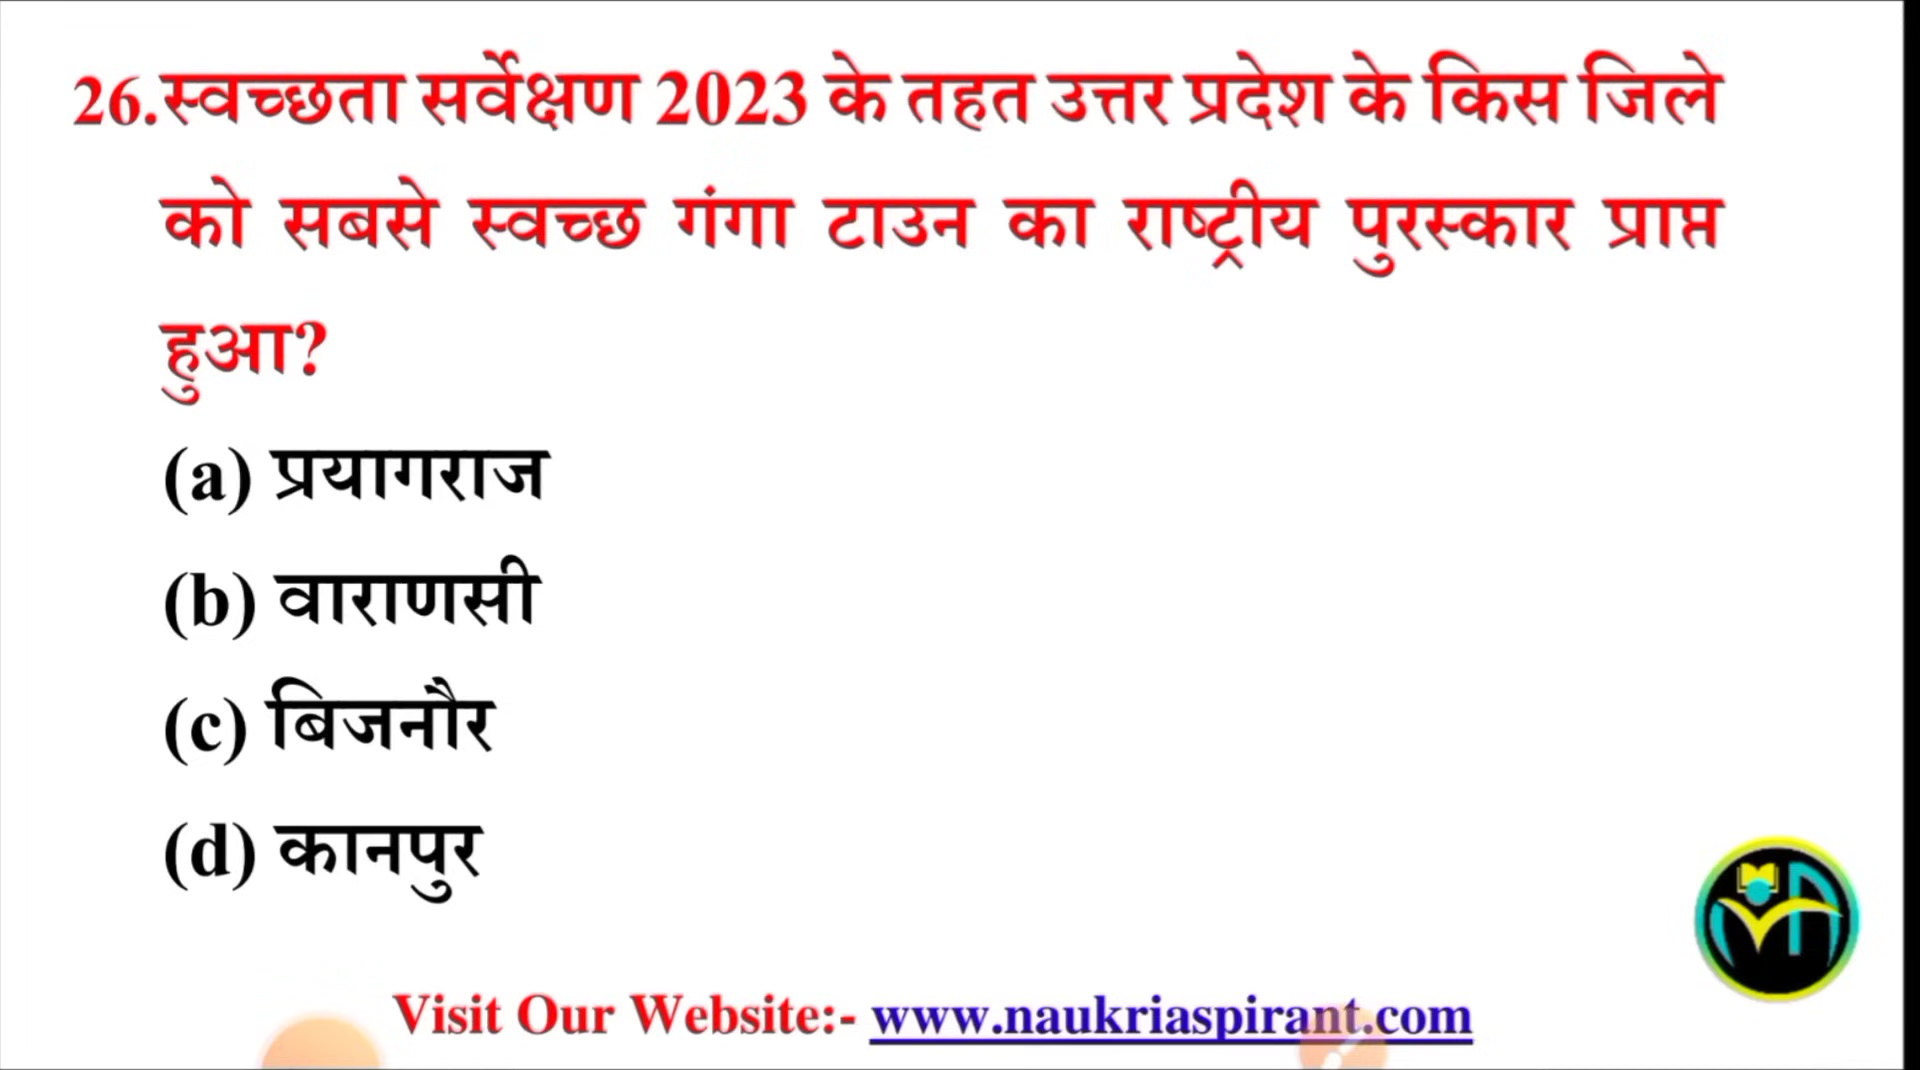 26.स्वच्छता सर्वेक्षण 2023 के तहत उत्तर प्रदेश के किस जिले
को सबसे स्वच्छ गंगा टाउन का राष्ट्रीय पुरस्कार प्राप्त
हुआ?
(a) प्रयागराज
(b) वाराणसी
(c) बिजनौर
(d) कानपुर
Visit Our Website:- www.naukriaspirant.com